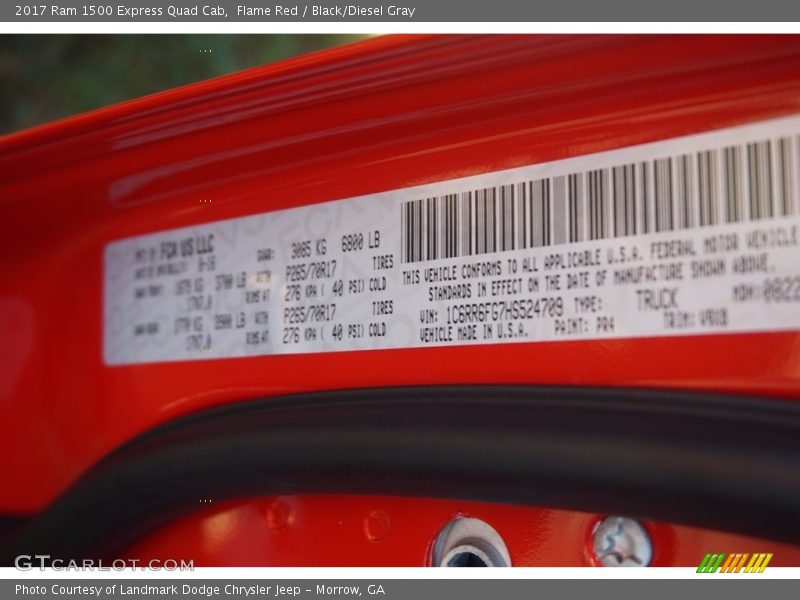 2017 Ram 1500 Express Quad Cab,  Flame Red / Black/Diesel Gray
FCA US LLC
3085 KG 6800 LB
P265/70R17 TIRES
276 KPA ( 40 PSI) COLD
P265/70R17 TIRES
276 KPA ( 40 PSI) COLD
THIS VEHICLE CONFORMS TO ALL APPLICABLE U.S.A. FEDERAL MOTOR VEHICLE
STANDARDS IN EFFECT ON THE DATE OF MANUFACTURE SHOWN ABOVE.
VIN: 1C6RR6FG7HS524709 TYPE: TRUCK
VEHICLE MADE IN U.S.A. PAINT: PR4 TRIM:
GTCARLOT.COM
Photo Courtesy of Landmark Dodge Chrysler Jeep – Morrow, GA